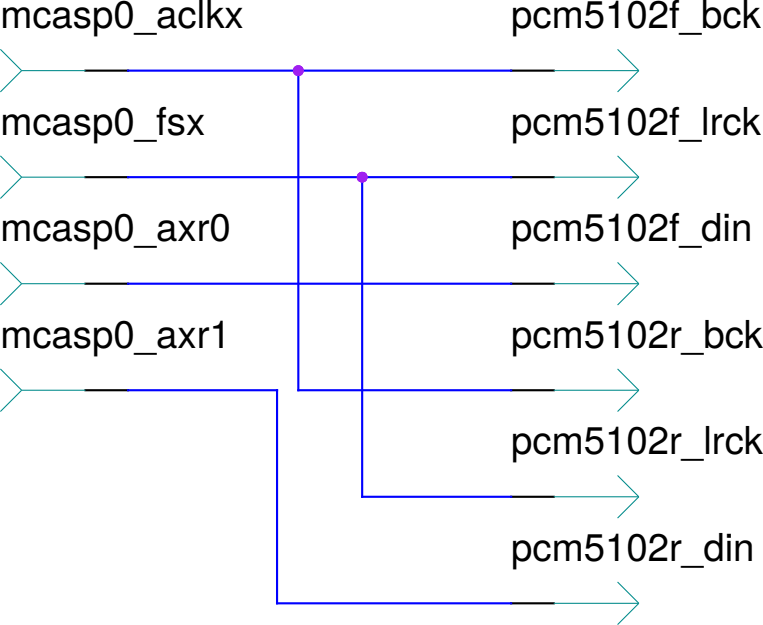 mcasp0_aclkx
pcm5102f_bck
mcasp0_fsx
pcm5102f_lrck
mcasp0_axr0
pcm5102f_din
mcasp0_axr1
pcm5102r_bck
pcm5102r_lrck
pcm5102r_din